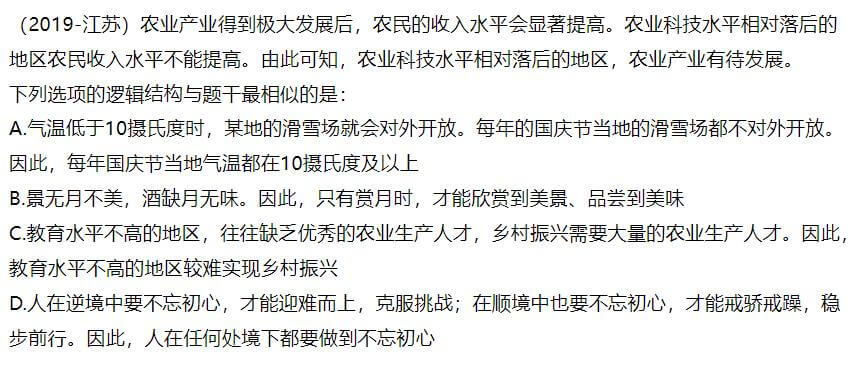 （2019-江苏）农业产业得到极大发展后，农民的收入水平会显著提高。农业科技水平相对落后的
地区农民收入水平不能提高。由此可知，农业科技水平相对落后的地区，农业产业有待发展。
下列选项的逻辑结构与题干最相似的是：
A.气温低于10摄氏度时，某地的滑雪场就会对外开放。每年的国庆节当地的滑雪场都不对外开放。
因此，每年国庆节当地气温都在10摄氏度及以上
B.景无月不美，酒缺月无味。因此，只有赏月时，才能欣赏到美景、品尝到美味
C.教育水平不高的地区，往往缺乏优秀的农业生产人才，乡村振兴需要大量的农业生产人才。因此，
教育水平不高的地区较难实现乡村振兴
D.人在逆境中要不忘初心，才能迎难而上，克服挑战；在顺境中也要不忘初心，才能戒骄戒躁，稳
步前行。因此，人在任何处境下都要做到不忘初心